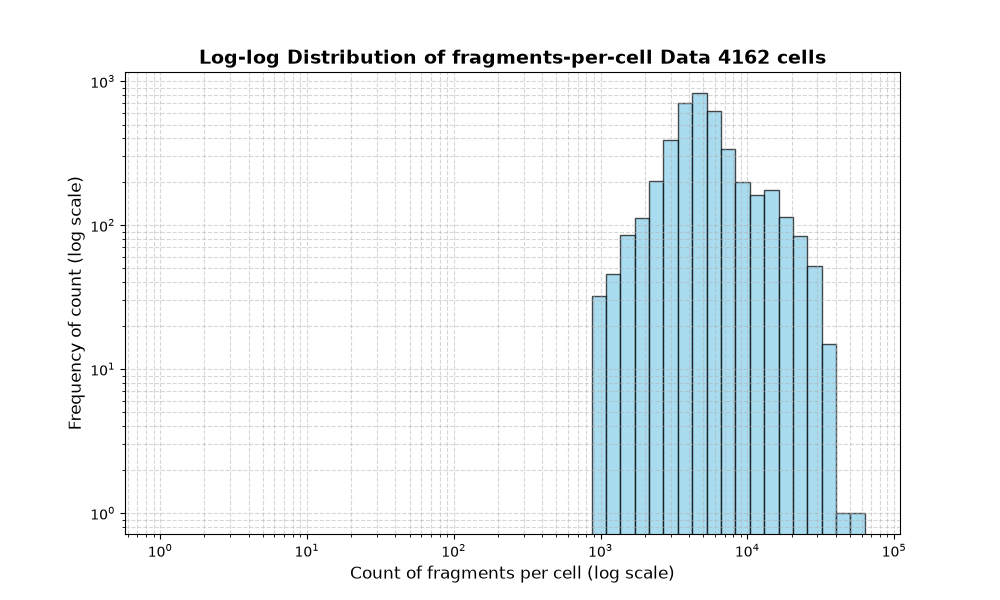 Log-log Distribution of fragments-per-cell Data 4162 cells
Frequency of count (log scale)
10³
10²
10¹
10⁰
10⁰ 10¹ 10² 10³ 10⁴ 10⁵
Count of fragments per cell (log scale)